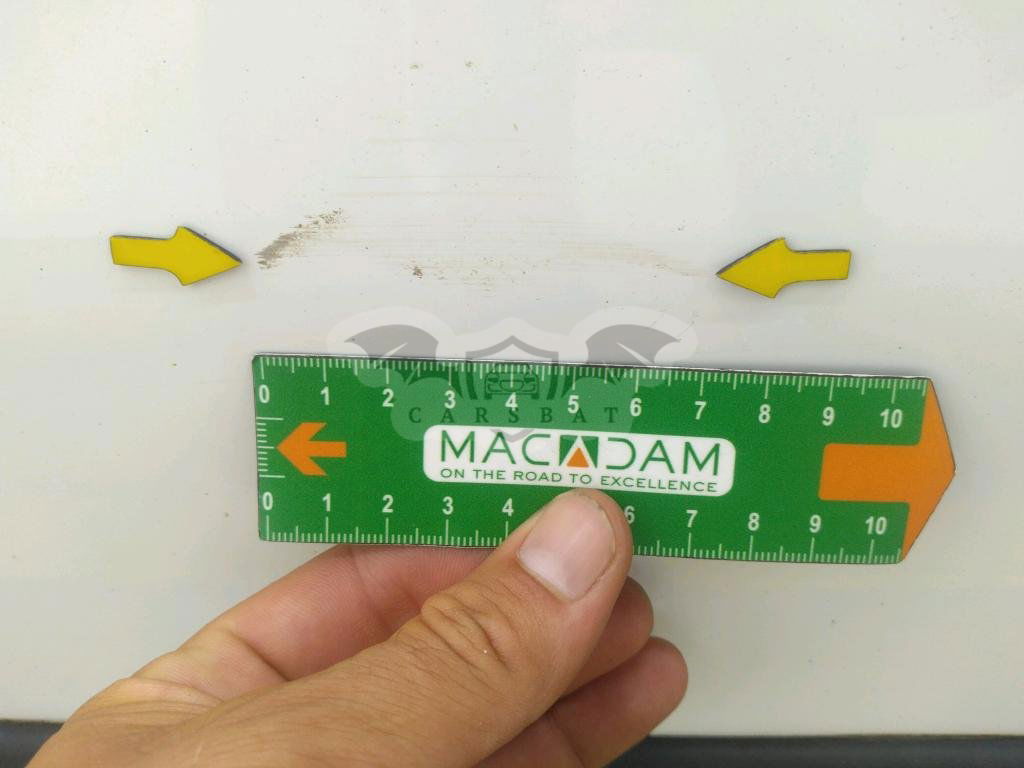 0 1 2 3 4 5 6 7 8 9 10
CARSBAT
MACADAM
ON THE ROAD TO EXCELLENCE
0 1 2 3 4 6 7 8 9 10